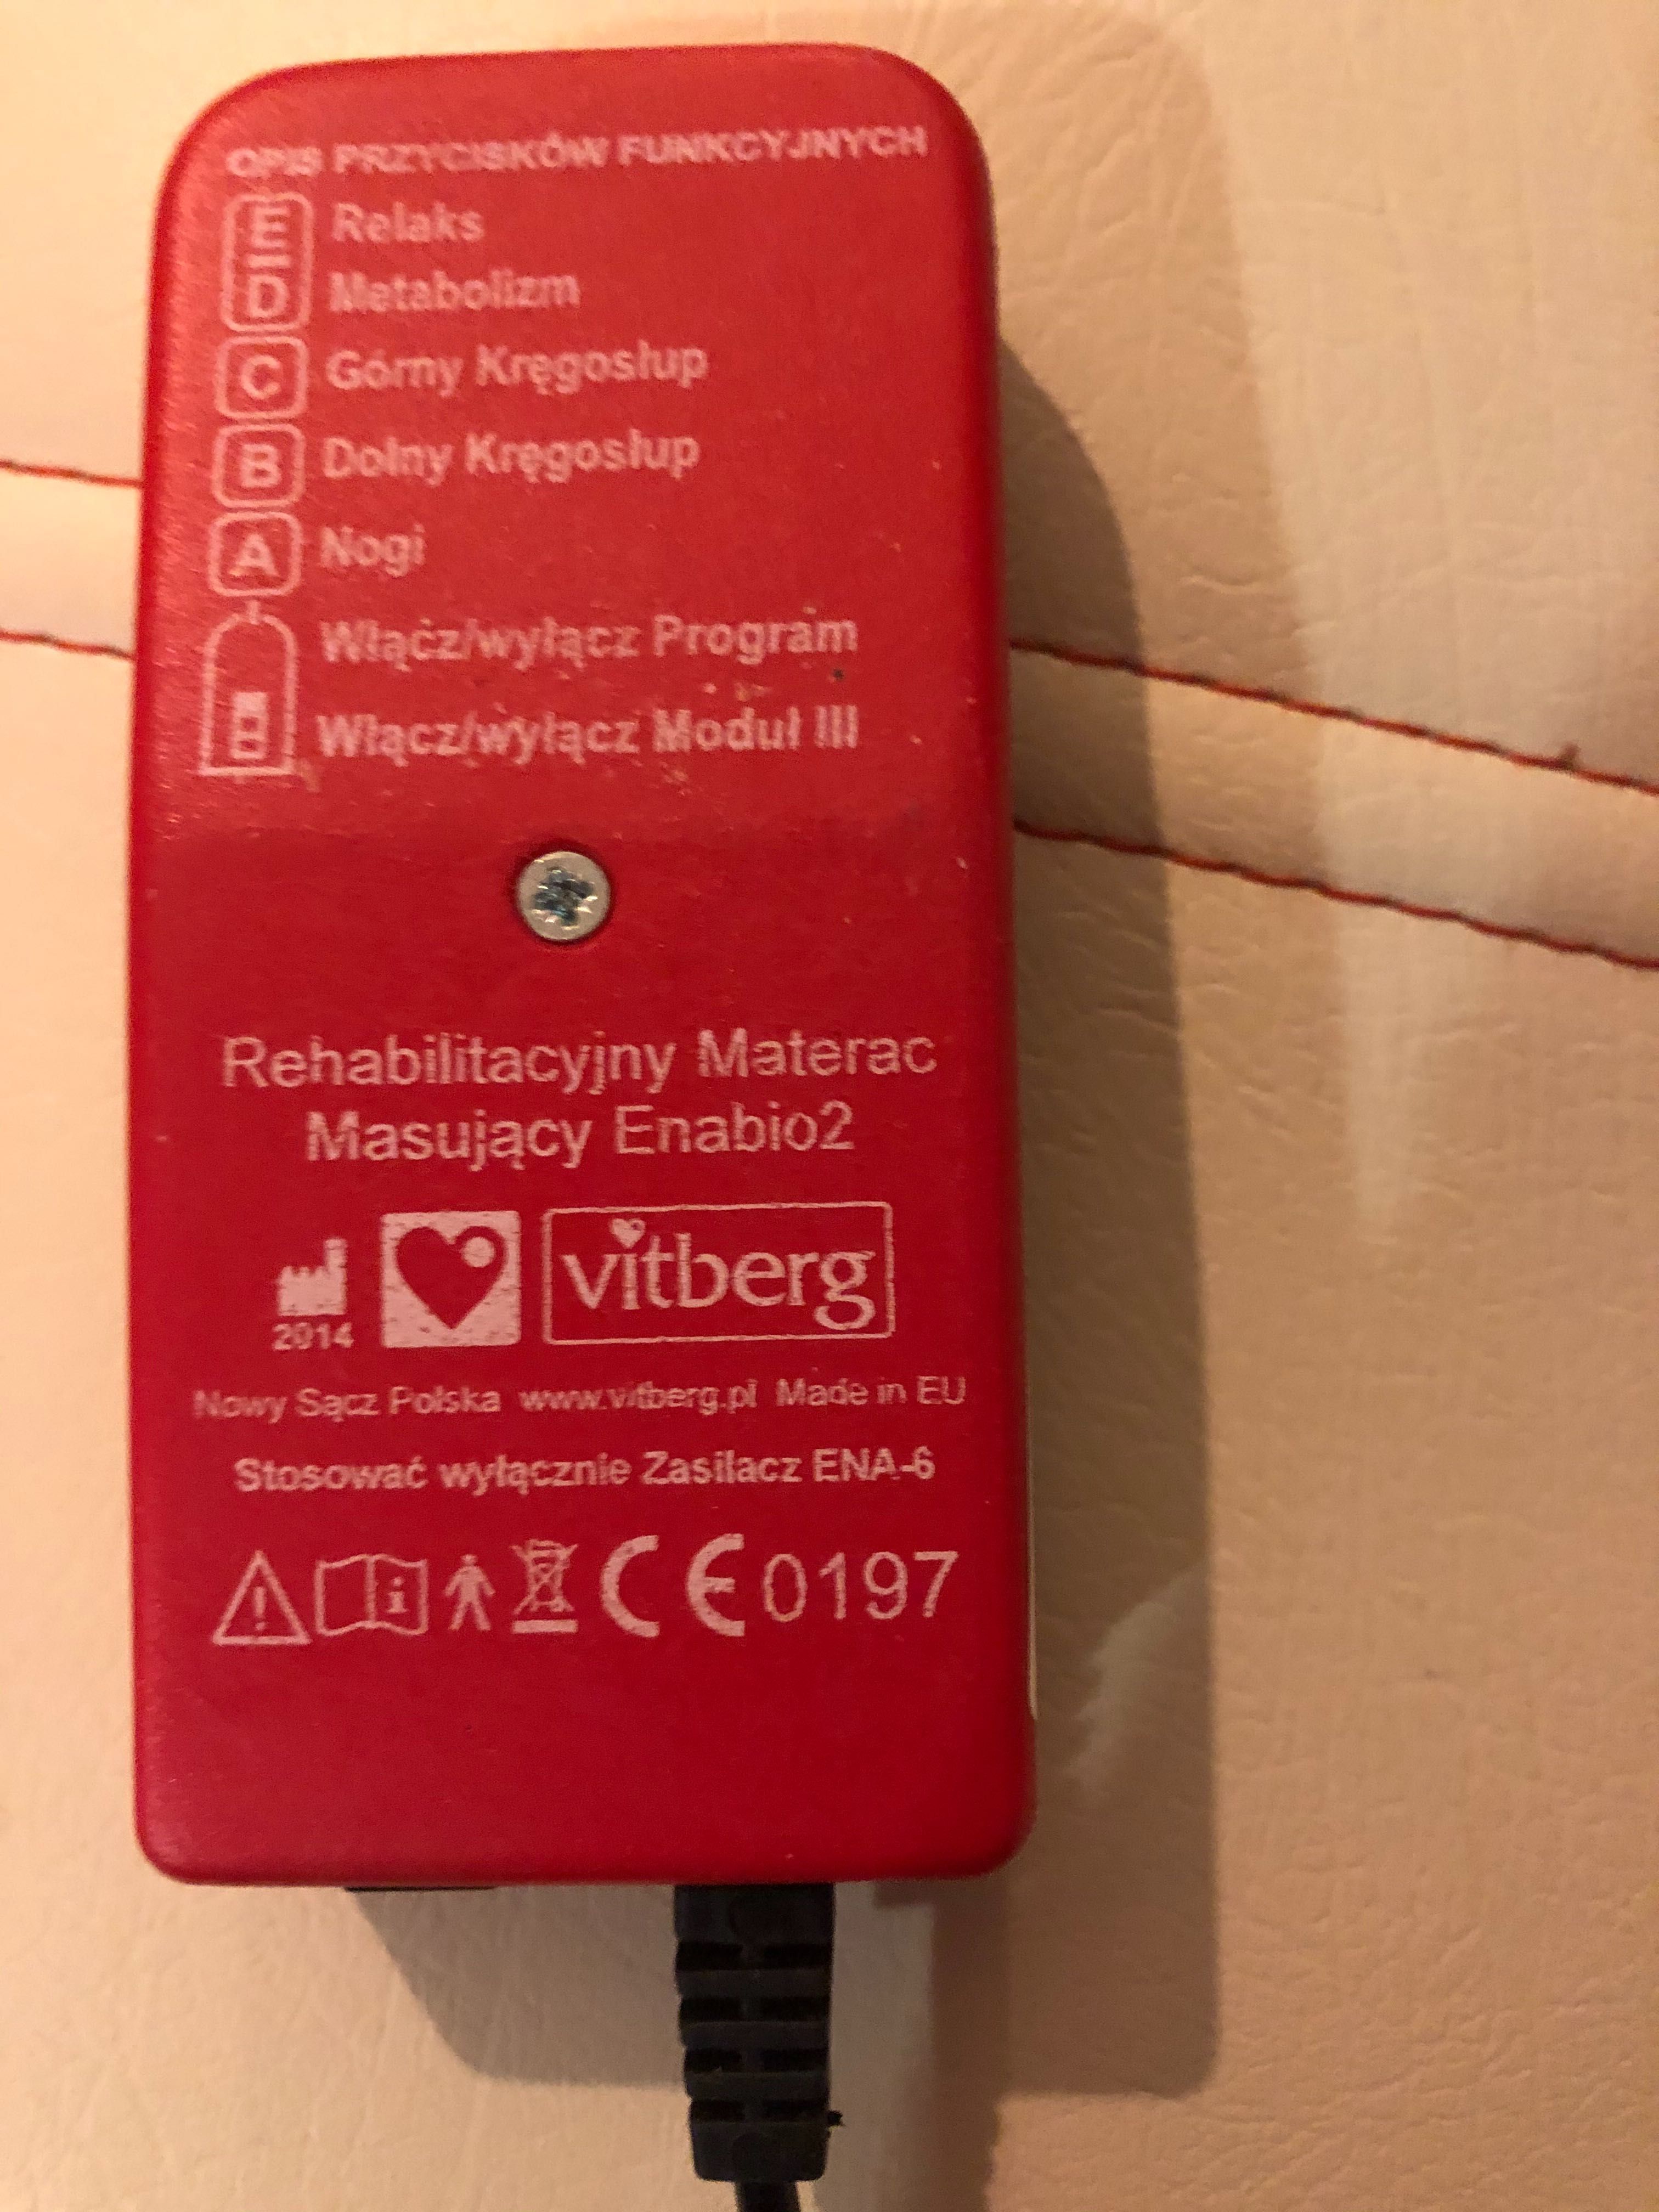 OPIS PRZYCISKÓW FUNKCYJNYCH
E Relaks
D Metabolizm
C Górny Kręgosłup
B Dolny Kręgosłup
A Nogi
Włącz/wyłącz Program
Włącz/wyłącz Moduł III
Rehabilitacyjny Materac
Masujący Enabio2
2014 vitberg
Nowy Sącz Polska www.vitberg.pl Made in EU
Stosować wyłącznie Zasilacz ENA-6
i CE 0197